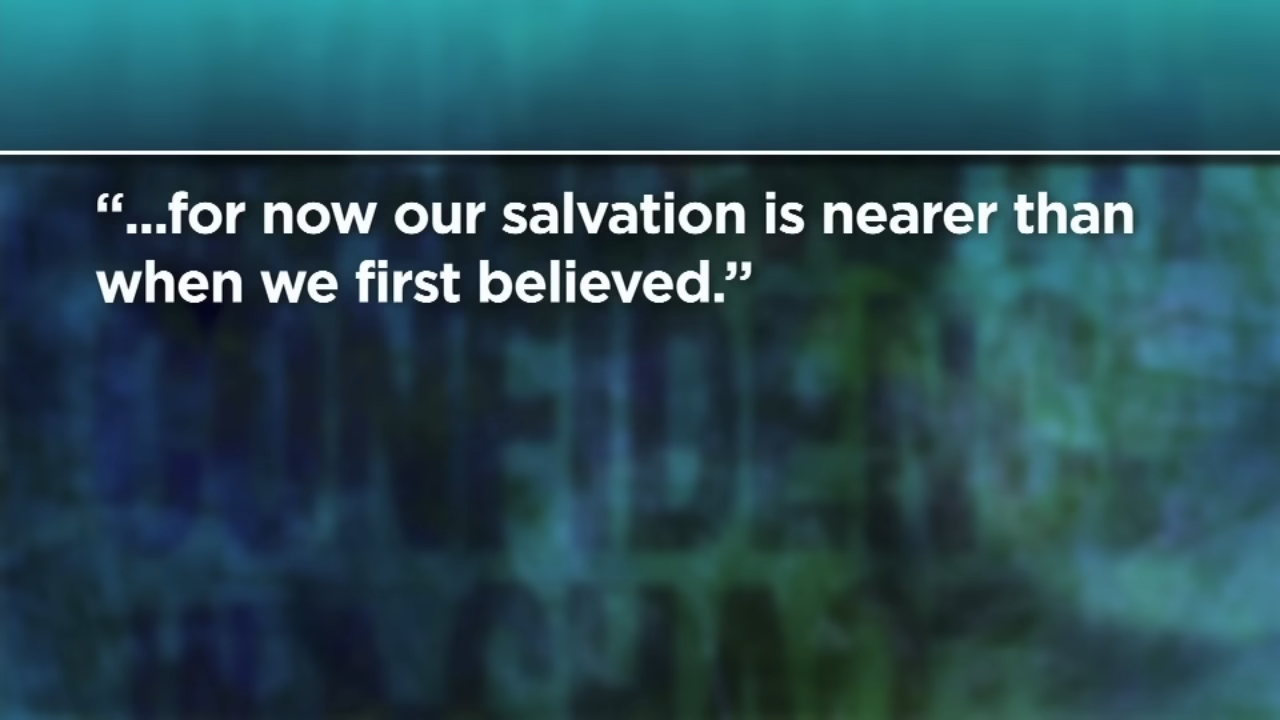 “...for now our salvation is nearer than
when we first believed.”